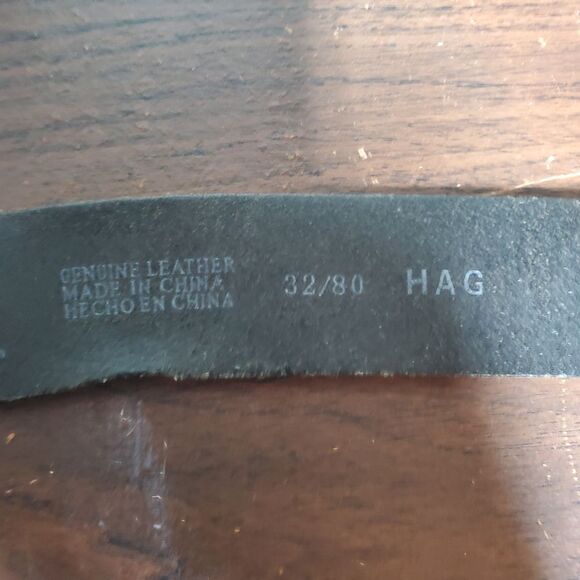 GENUINE LEATHER
MADE IN CHINA
HECHO EN CHINA
32/80 HAG